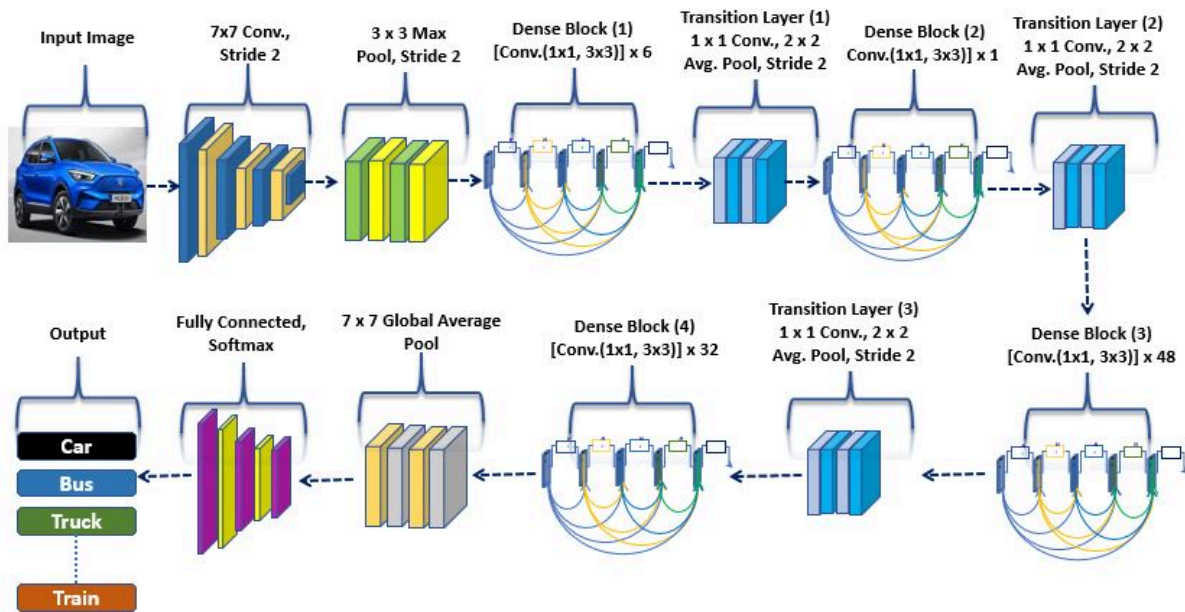 Input Image
7x7 Conv.,
Stride 2
3 x 3 Max
Pool, Stride 2
Dense Block (1)
[Conv.(1x1, 3x3)] x 6
Transition Layer (1)
1 x 1 Conv., 2 x 2
Avg. Pool, Stride 2
Dense Block (2)
Conv.(1x1, 3x3)] x 1
Transition Layer (2)
1 x 1 Conv., 2 x 2
Avg. Pool, Stride 2
Output
Fully Connected,
Softmax
7 x 7 Global Average
Pool
Dense Block (4)
[Conv.(1x1, 3x3)] x 32
Transition Layer (3)
1 x 1 Conv., 2 x 2
Avg. Pool, Stride 2
Dense Block (3)
[Conv.(1x1, 3x3)] x 48
Car
Bus
Truck
Train